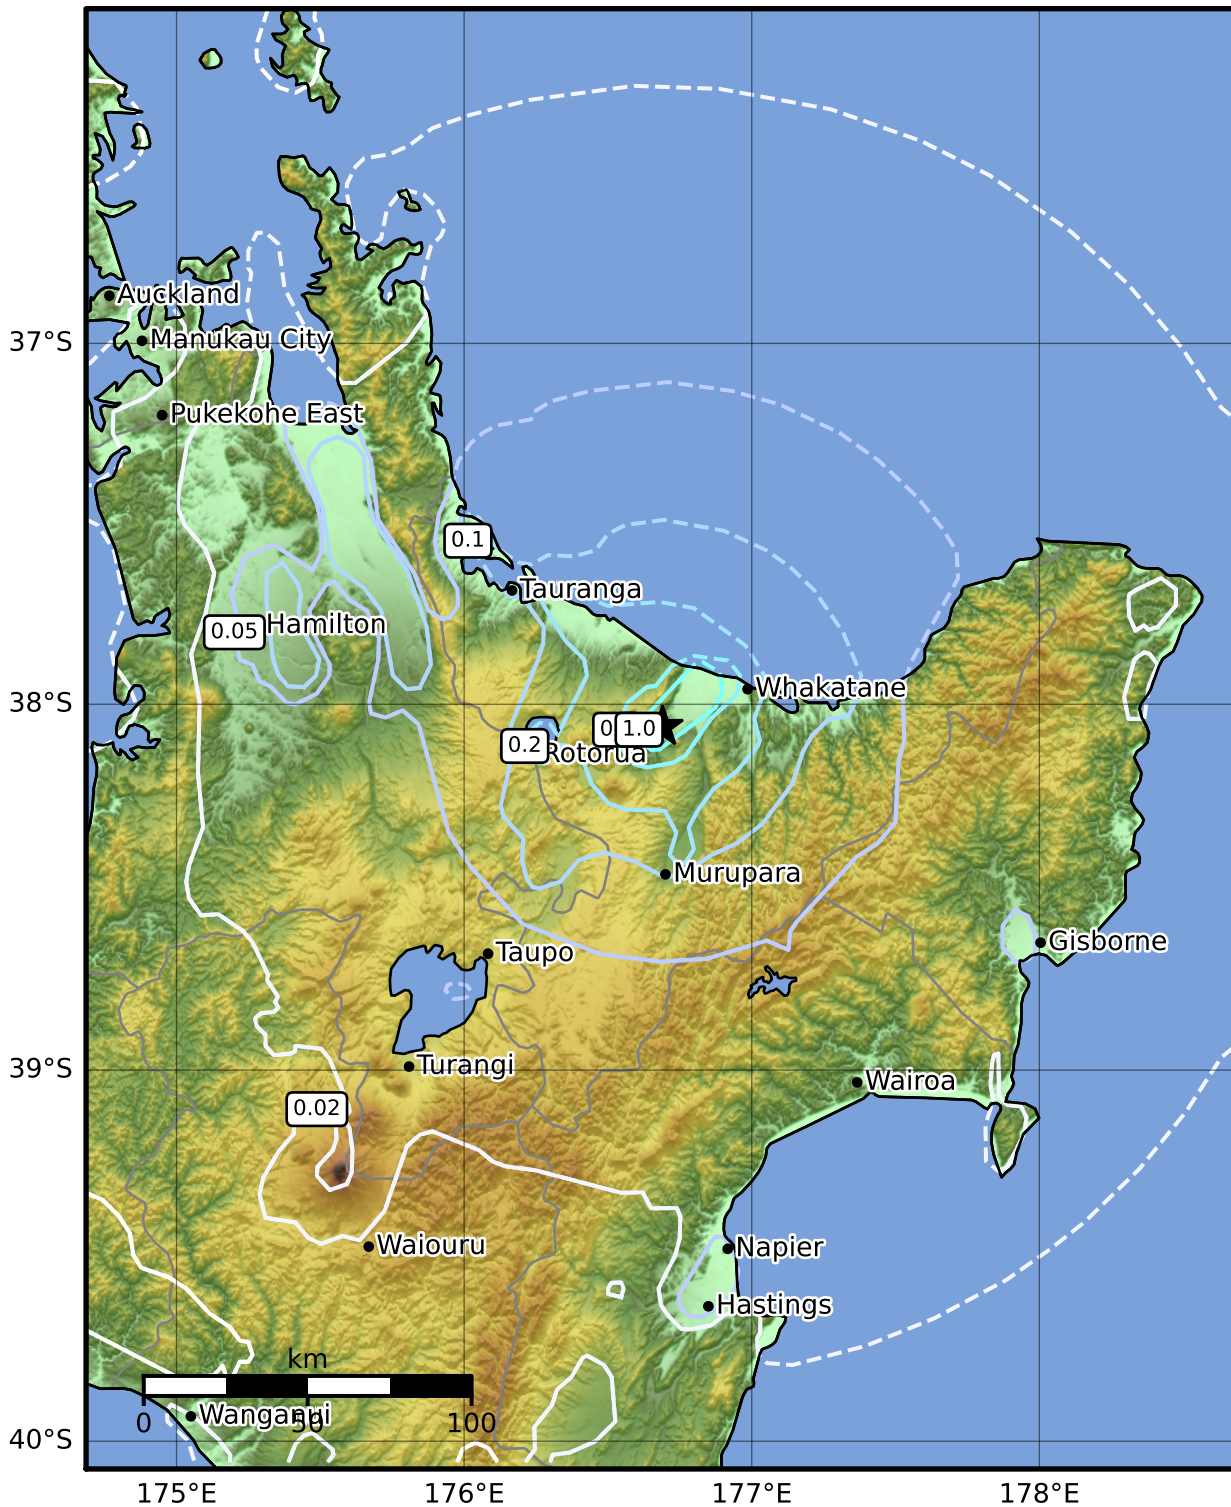 Auckland
37°S
Manukau City
Pukekohe East
0.1
Tauranga
0.05
Hamilton
Whakatane
38°S
1.0
0.2
Rotorua
Murupara
Gisborne
Taupo
39°S
Turangi
Wairoa
0.02
Waiouru
Napier
Hastings
km
0 50 100
Wanganui
40°S
175°E 176°E 177°E 178°E